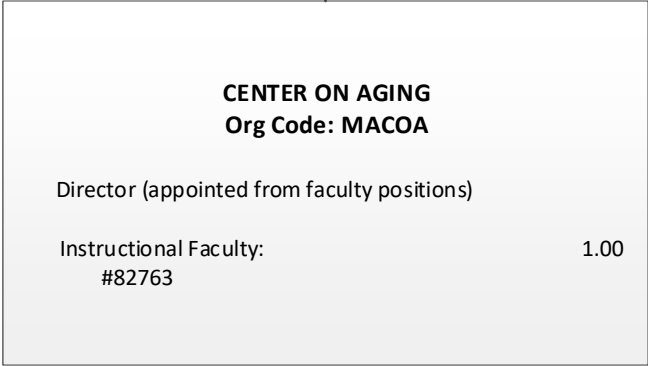 CENTER ON AGING
Org Code: MACOA
Director (appointed from faculty positions)
Instructional Faculty: 1.00
#82763